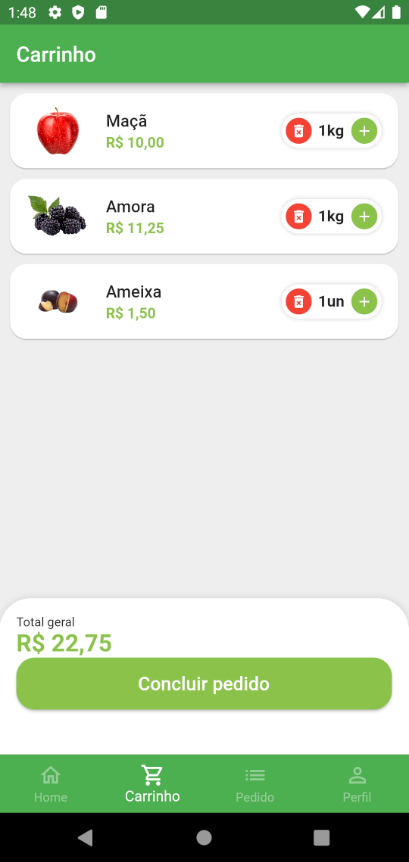 1:48
Carrinho
Maçã
R$ 10,00
1kg
Amora
R$ 11,25
1kg
Ameixa
R$ 1,50
1un
Total geral
R$ 22,75
Concluir pedido
Home
Carrinho
Pedido
Perfil